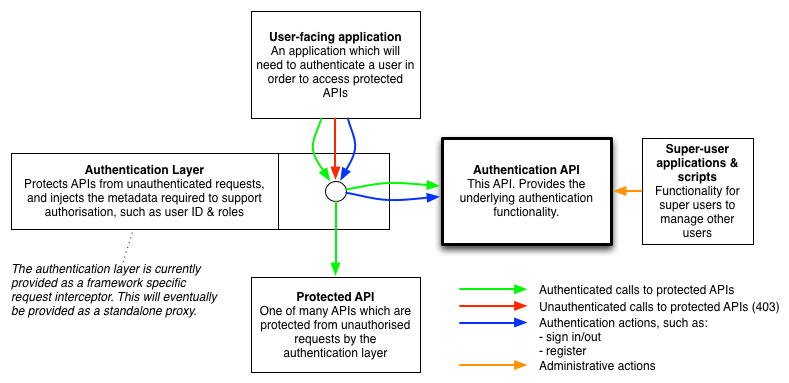 User-facing application
An application which will
need to authenticate a user in
order to access protected
APIs
Authentication Layer
Protects APIs from unauthenticated requests,
and injects the metadata required to support
authorisation, such as user ID & roles
Authentication API
This API. Provides the
underlying authentication
functionality.
Super-user
applications &
scripts
Functionality for
super users to
manage other
users
The authentication layer is currently
provided as a framework specific
request interceptor. This will eventually
be provided as a standalone proxy.
Protected API
One of many APIs which are
protected from unauthorised
requests by the
authentication layer
Authenticated calls to protected APIs
Unauthenticated calls to protected APIs (403)
Authentication actions, such as:
- sign in/out
- register
Administrative actions